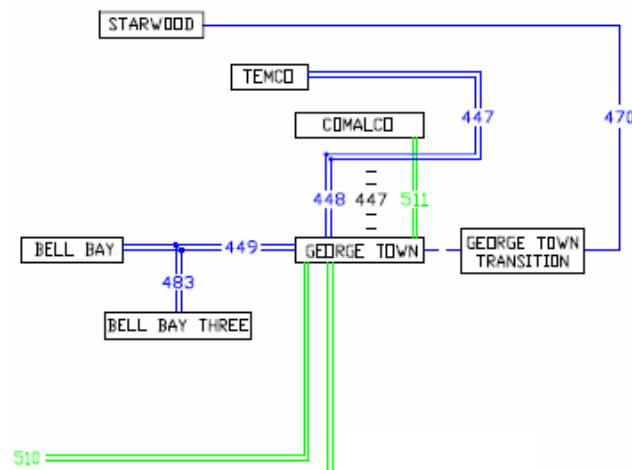 STARWOOD
TEMCO
COMALCO
447
470
448
447
511
BELL BAY
449
GEORGE TOWN
GEORGE TOWN
TRANSITION
483
BELL BAY THREE
510